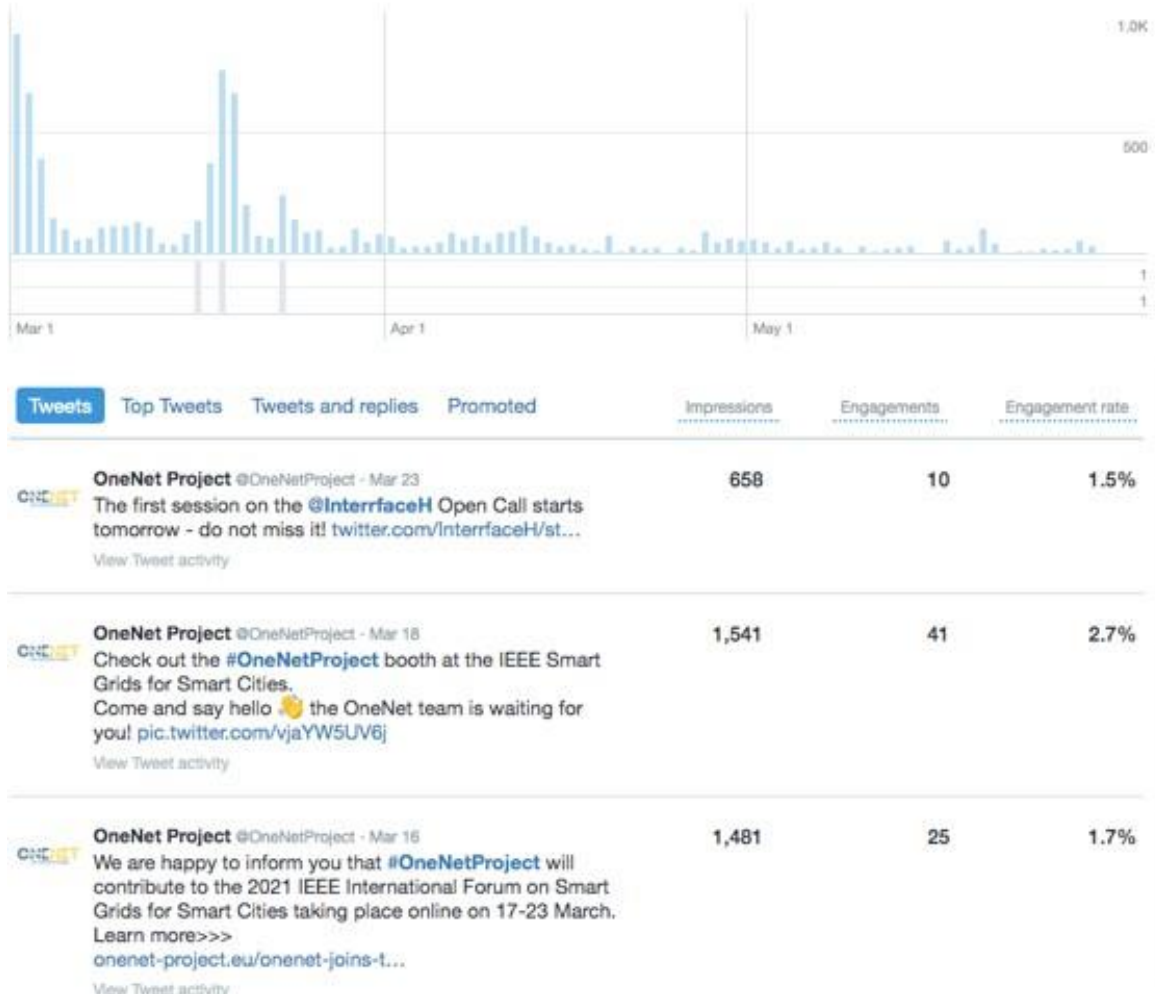 1.0K
500
1
1
Mar 1
Apr 1
May 1
Tweets Top Tweets Tweets and replies Promoted Impressions Engagements Engagement rate
OneNet Project @OneNetProject - Mar 23 658 10 1.5%
ONENET
The first session on the @InterrfaceH Open Call starts
tomorrow - do not miss it! twitter.com/InterrfaceH/st...
View Tweet activity
OneNet Project @OneNetProject - Mar 18 1,541 41 2.7%
ONENET
Check out the #OneNetProject booth at the IEEE Smart
Grids for Smart Cities.
Come and say hello 👋 the OneNet team is waiting for
you! pic.twitter.com/vjaYW5UV6j
View Tweet activity
OneNet Project @OneNetProject - Mar 16 1,481 25 1.7%
ONENET
We are happy to inform you that #OneNetProject will
contribute to the 2021 IEEE International Forum on Smart
Grids for Smart Cities taking place online on 17-23 March.
Learn more>>>
onenet-project.eu/onenet-joins-t...
View Tweet activity